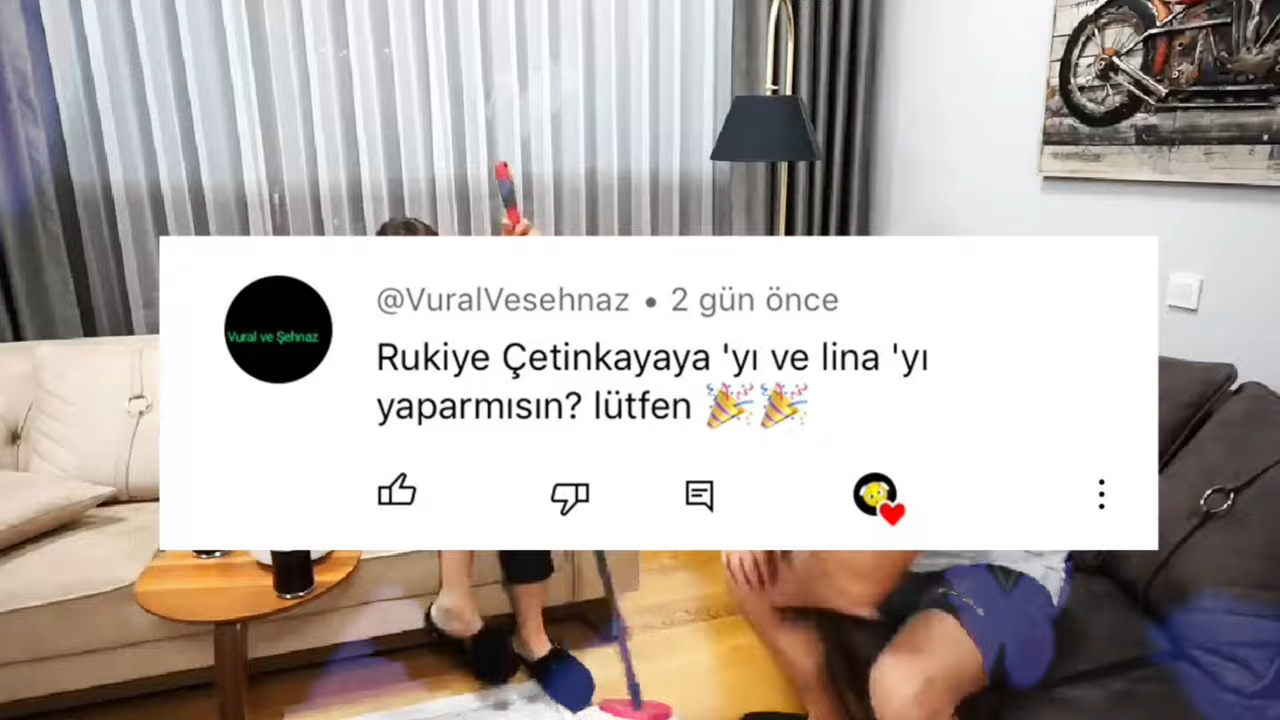 @VuralVesehnaz • 2 gün önce
Vural ve Şehnaz
Rukiye Çetinkayaya 'yı ve lina 'yı
yaparmısın? lütfen 🎉🎉